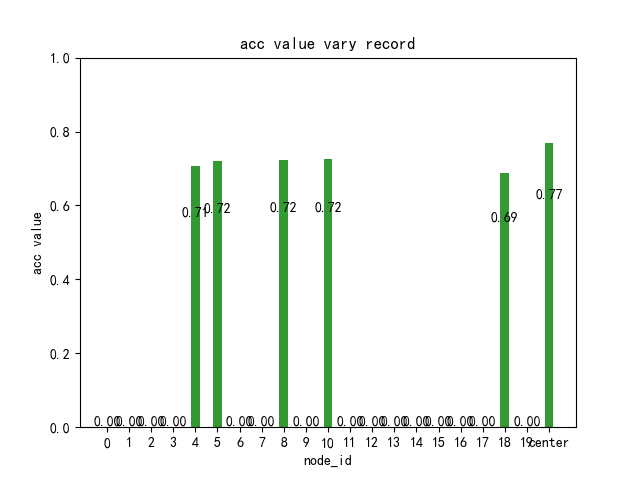 acc value vary record
1.0
0.8
0.6
0.4
0.2
0.0
acc value
0.00 0.00 0.00 0.00 0.71 0.72 0.00 0.00 0.72 0.00 0.72 0.00 0.00 0.00 0.00 0.00 0.00 0.00 0.69 0.00 0.77
0 1 2 3 4 5 6 7 8 9 10 11 12 13 14 15 16 17 18 19 center
node_id